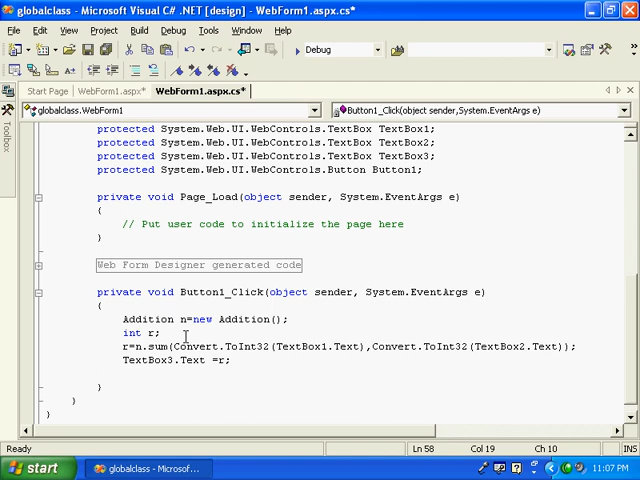 globalclass - Microsoft Visual C# .NET [design] - WebForm1.aspx.cs*
File Edit View Project Build Debug Tools Window Help
Debug
Start Page WebForm1.aspx* WebForm1.aspx.cs*
globalclass.WebForm1 Button1_Click(object sender,System.EventArgs e)
Toolbox
protected System.Web.UI.WebControls.TextBox TextBox1;
protected System.Web.UI.WebControls.TextBox TextBox2;
protected System.Web.UI.WebControls.TextBox TextBox3;
protected System.Web.UI.WebControls.Button Button1;
private void Page_Load(object sender, System.EventArgs e)
{
// Put user code to initialize the page here
}
Web Form Designer generated code
private void Button1_Click(object sender, System.EventArgs e)
{
Addition n=new Addition();
int r;
r=n.sum(Convert.ToInt32(TextBox1.Text),Convert.ToInt32(TextBox2.Text));
TextBox3.Text =r;
}
}
}
Ready Ln 58 Col 19 Ch 10 INS
start globalclass - Microsof... 11:07 PM